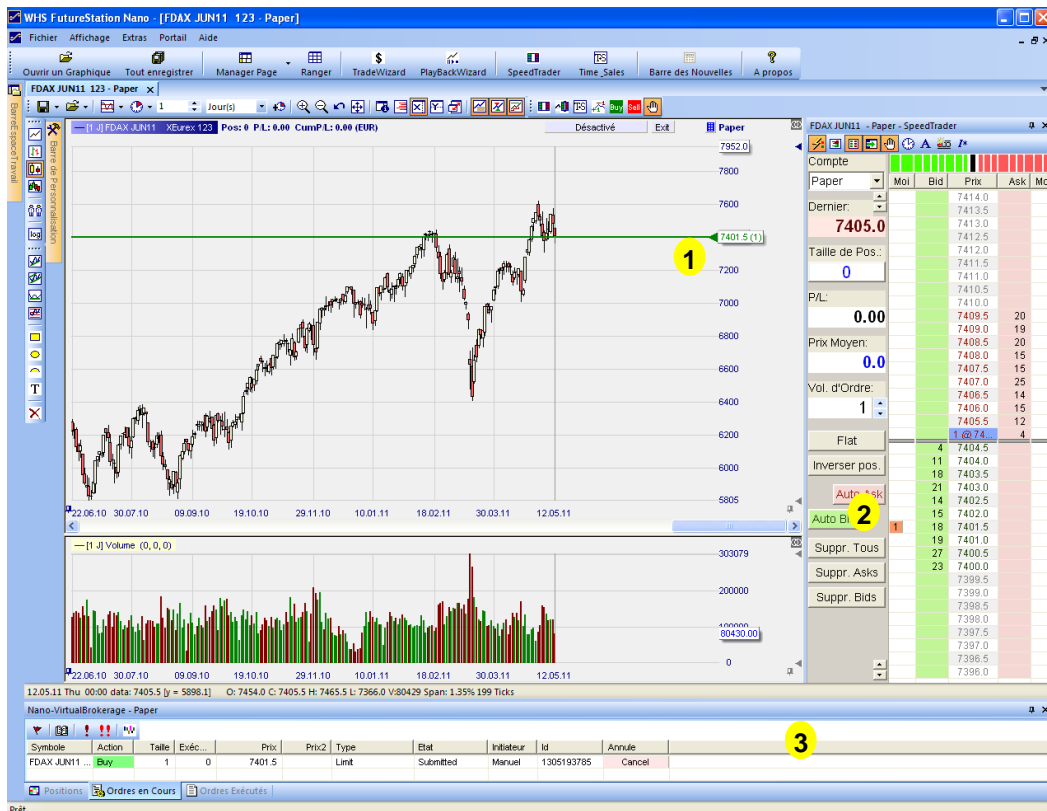 WHS FutureStation Nano - [FDAX JUN11 123 - Paper]
Fichier Affichage Extras Portail Aide
Ouvrir un Graphique Tout enregistrer Manager Page Ranger TradeWizard PlayBackWizard SpeedTrader Time_Sales Barre des Nouvelles A propos
FDAX JUN11 123 - Paper x
1 Jour(s) Buy Sell
BarreEspaceTravail
Barre de Personnalisation
log
T
[1 J] FDAX JUN11 XEurex 123 Pos: 0 P/L: 0.00 CumP/L: 0.00 (EUR) Désactivé Exit Paper
7952.0
7800
7600
7401.5 (1)
1
7200
7000
6800
6600
6400
6200
6000
5805
22.06.10 30.07.10 09.09.10 19.10.10 30.11.10 10.01.11 18.02.11 30.03.11 12.05.11
[1 J] Volume (0, 0, 0)
303079
200000
100000
80430.00
0
22.06.10 30.07.10 09.09.10 19.10.10 30.11.10 10.01.11 18.02.11 30.03.11 12.05.11
12.05.11 Thu 00:00 data: 7405.5 [y = 5898.1] O: 7454.0 C: 7405.5 H: 7465.5 L: 7366.0 V:80429 Span: 1.35% 199 Ticks
FDAX JUN11 - Paper - SpeedTrader
Compte
Paper
Dernier:
7405.0
Taille de Pos.:
0
P/L:
0.00
Prix Moyen:
0.0
Vol. d'Ordre:
1
Flat
Inverser pos.
Auto Ask
2
Auto B
Suppr. Tous
Suppr. Asks
Suppr. Bids
Moi Bid Prix Ask Mo
7414.0
7413.5
7413.0
7412.5
7412.0
7411.5
7411.0
7410.5
7410.0
7409.5 20
7409.0 19
7408.5 20
7408.0 15
7407.5 15
7407.0 25
7406.5 14
7406.0 15
7405.5 12
1 @ 74... 4
4 7404.5
11 7404.0
18 7403.5
21 7403.0
14 7402.5
15 7402.0
1 18 7401.5
19 7401.0
27 7400.5
23 7400.0
7399.5
7399.0
7398.5
7398.0
7397.5
7397.0
7396.5
7396.0
Nano-VirtualBrokerage - Paper
3
Symbole Action Taille Exéc... Prix Prix2 Type Etat Initiateur Id Annule
FDAX JUN11 ... Buy 1 0 7401.5 Limit Submitted Manuel 1305193785 Cancel
Positions Ordres en Cours Ordres Exécutés
Prêt